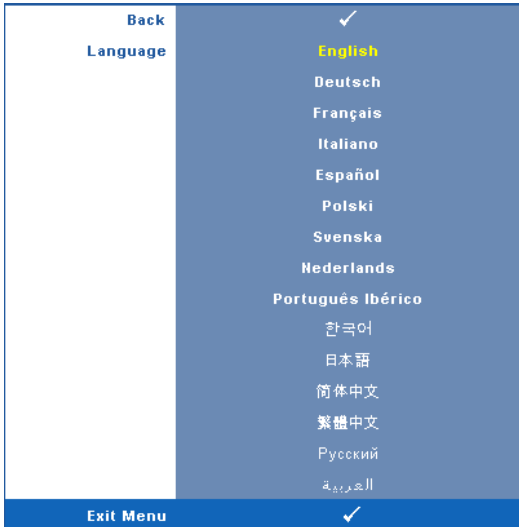 Back ✓
Language English
Deutsch
Français
Italiano
Español
Polski
Svenska
Nederlands
Português Ibérico
한국어
日本語
简体中文
繁體中文
Русский
العربية
Exit Menu ✓